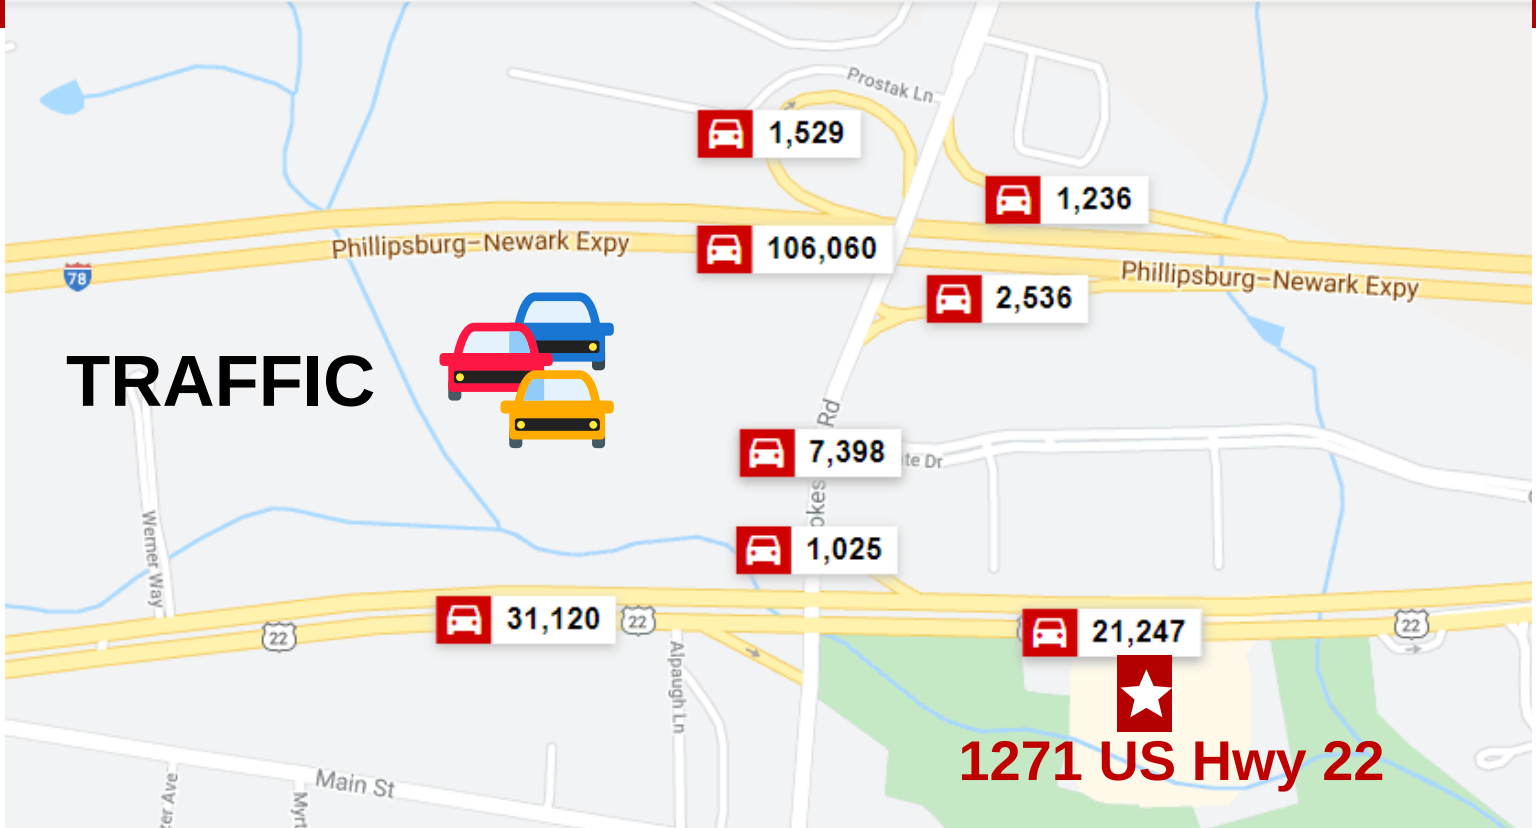 Prostak Ln
1,529
1,236
Phillipsburg–Newark Expy
106,060
78
Phillipsburg–Newark Expy
2,536
TRAFFIC
Rd
7,398
Dr
Werner Way
1,025
31,120
22
21,247
22
22
Alpaugh Ln
1271 US Hwy 22
Main St
Ave